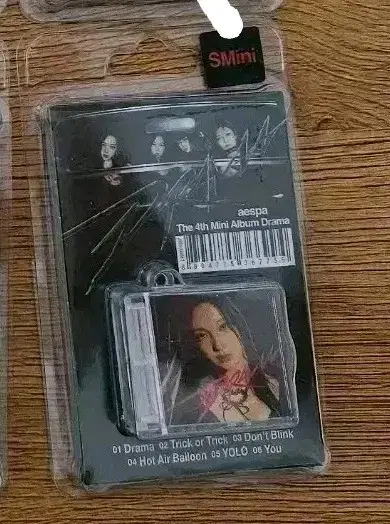 SMini
aespa
The 4th Mini Album Drama
01 Drama 02 Trick or Trick 03 Don't Blink
04 Hot Air Balloon 05 YOLO 06 You